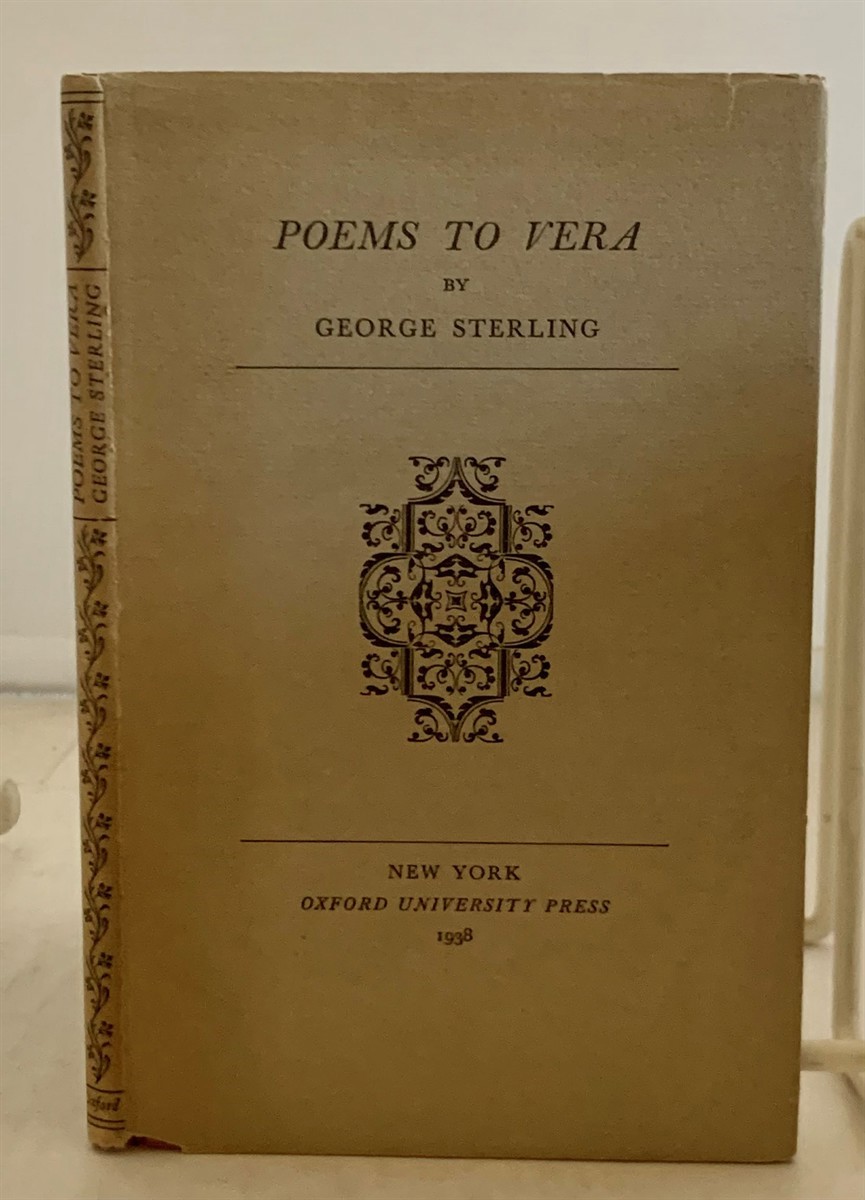 POEMS TO VERA
BY
GEORGE STERLING
NEW YORK
OXFORD UNIVERSITY PRESS
1938
POEMS TO VERA
GEORGE STERLING
Oxford